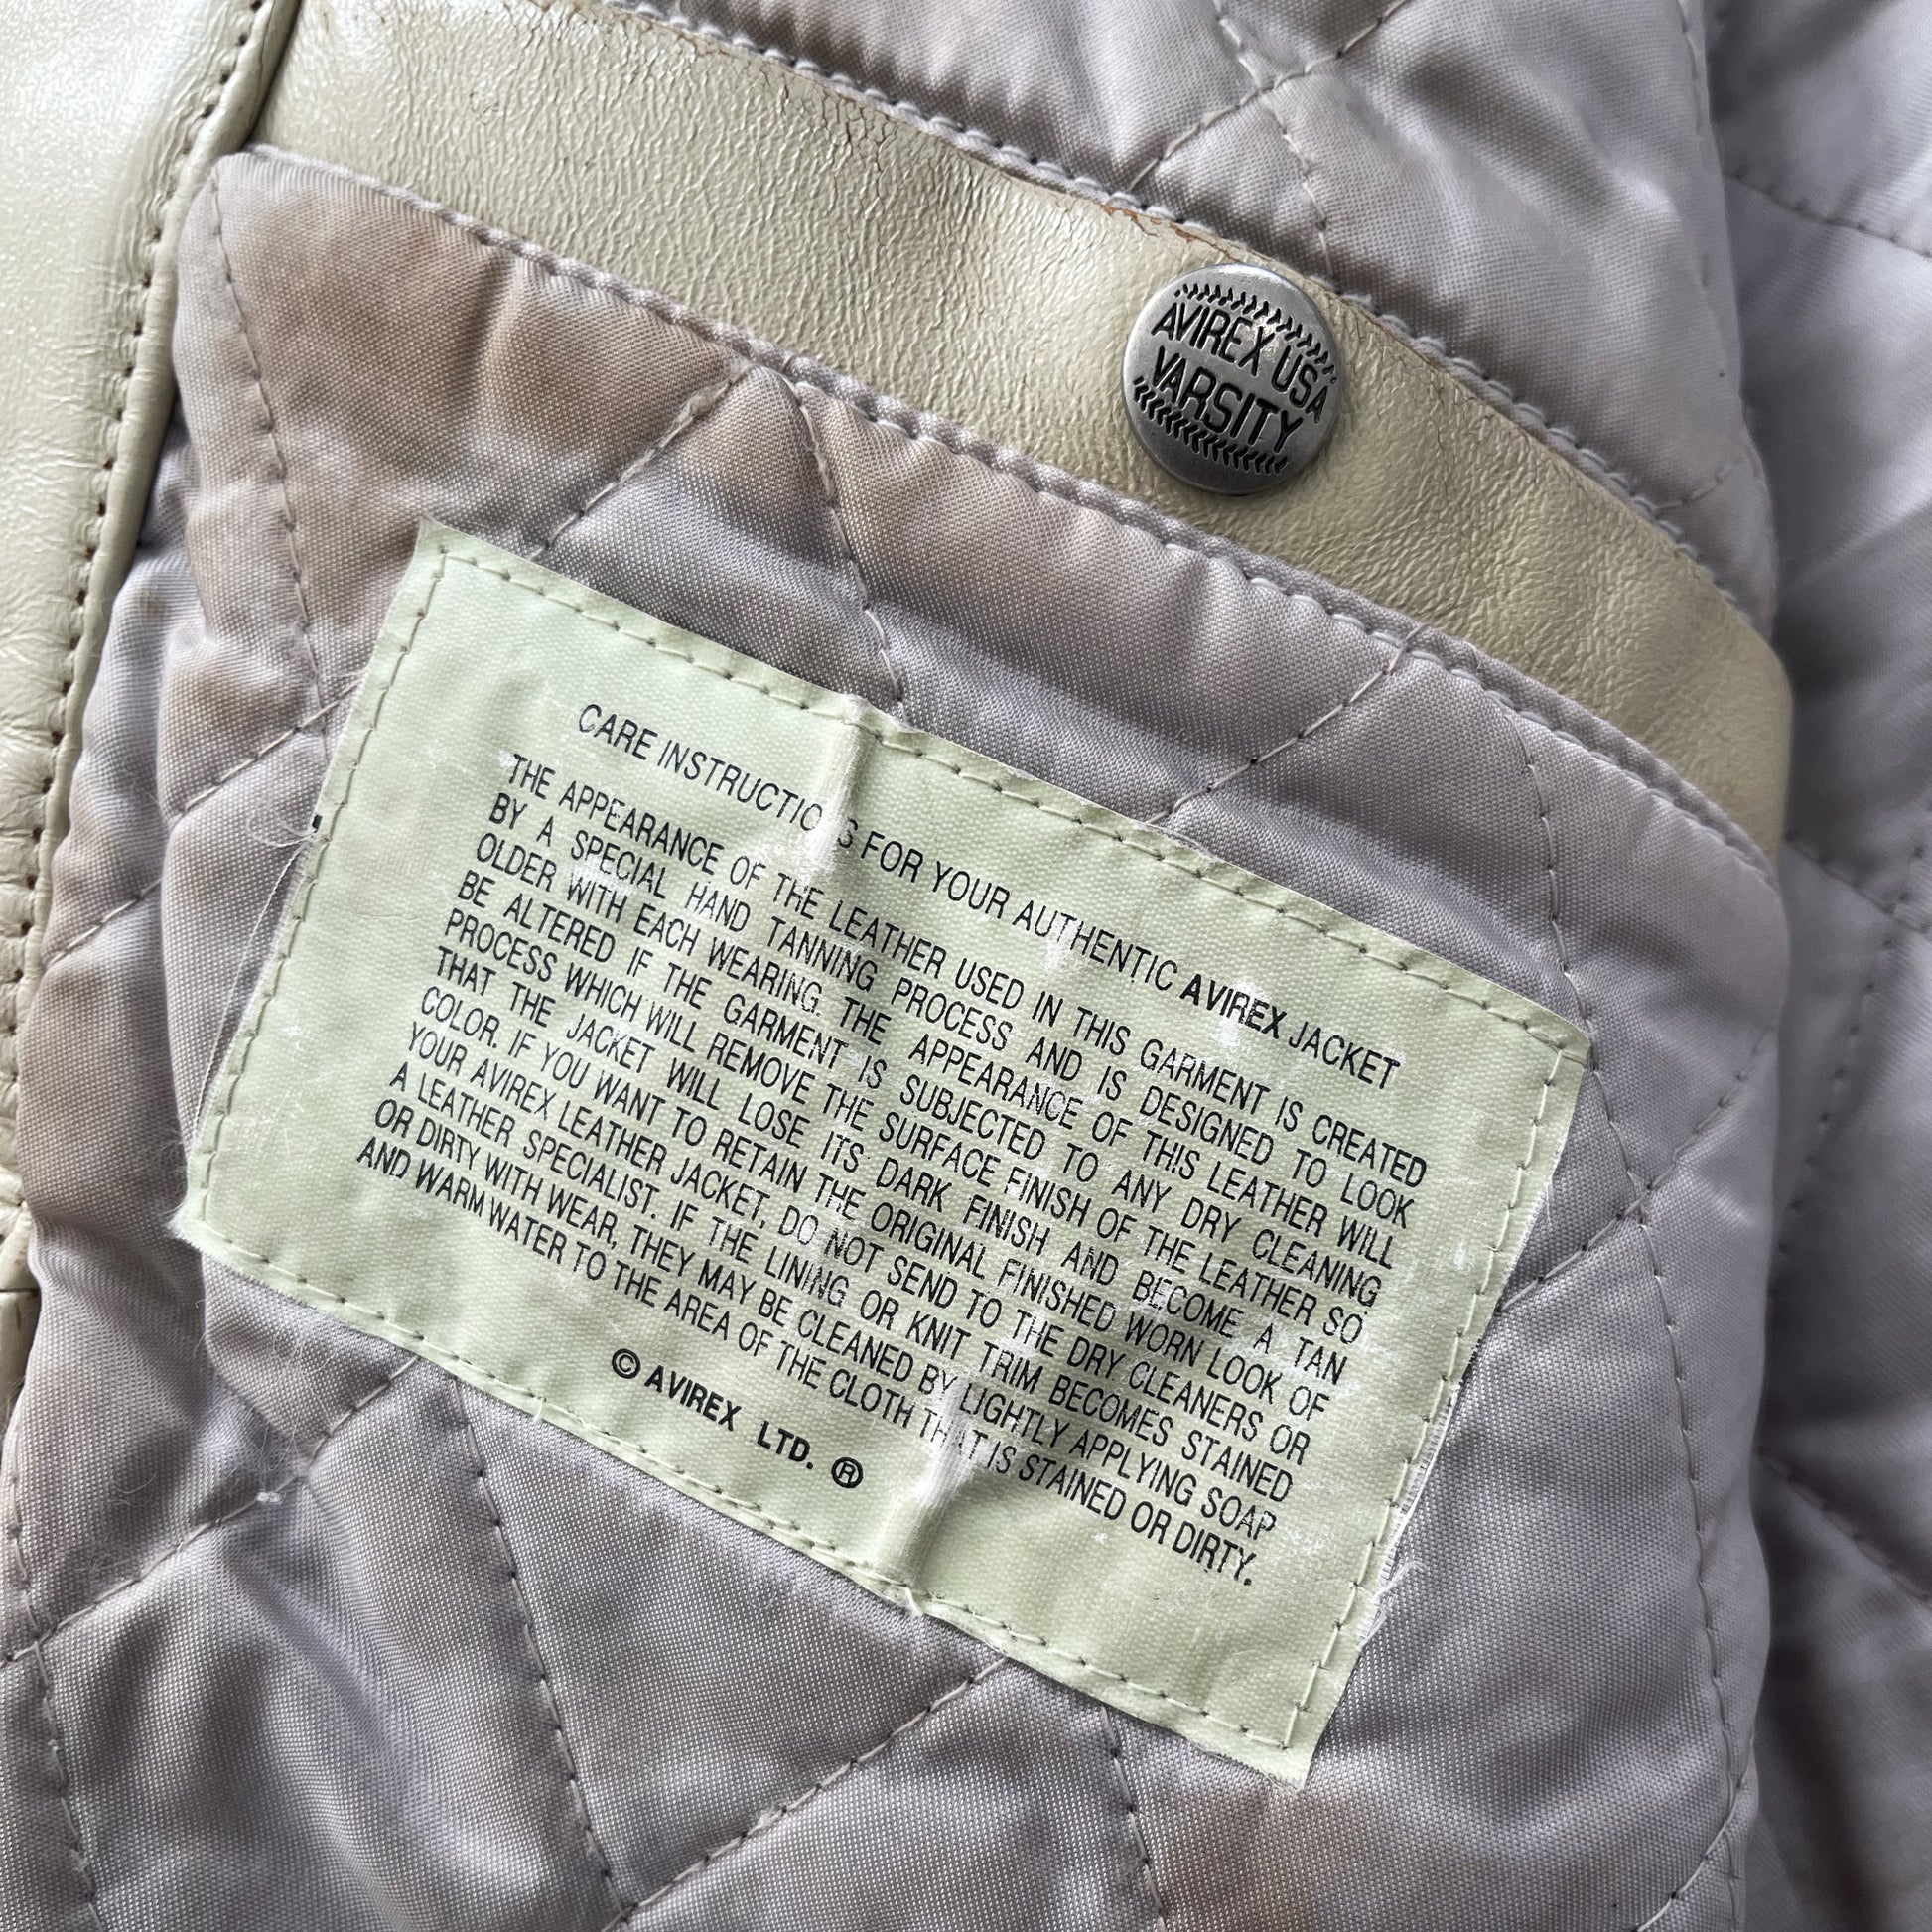 AVIREX USA
VARSITY
CARE INSTRUCTIONS FOR YOUR AUTHENTIC AVIREX JACKET
THE APPEARANCE OF THE LEATHER USED IN THIS GARMENT IS CREATED
BY A SPECIAL HAND TANNING PROCESS AND IS DESIGNED TO LOOK
OLDER WITH EACH WEARING. THE APPEARANCE OF THIS LEATHER WILL
BE ALTERED IF THE GARMENT IS SUBJECTED TO ANY DRY CLEANING
PROCESS WHICH WILL REMOVE THE SURFACE FINISH OF THE LEATHER SO
THAT THE JACKET WILL LOSE ITS DARK FINISH AND BECOME A TAN
COLOR. IF YOU WANT TO RETAIN THE ORIGINAL FINISHED WORN LOOK OF
YOUR AVIREX LEATHER JACKET, DO NOT SEND TO THE DRY CLEANERS OR
A LEATHER SPECIALIST. IF THE LINING OR KNIT TRIM BECOMES STAINED
OR DIRTY WITH WEAR, THEY MAY BE CLEANED BY LIGHTLY APPLYING SOAP
AND WARM WATER TO THE AREA OF THE CLOTH THAT IS STAINED OR DIRTY.
© AVIREX LTD. ®